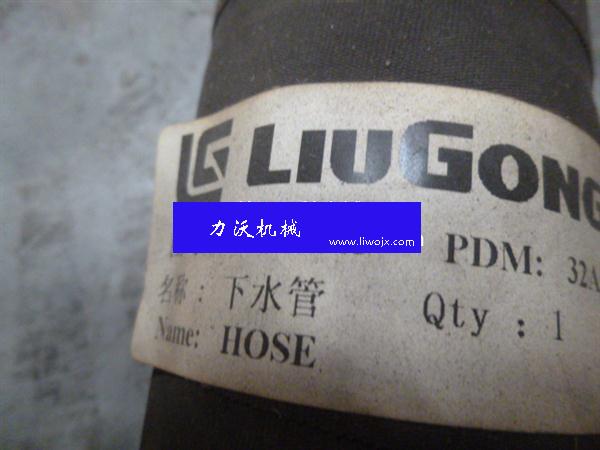 LG LIUGONG
力沃机械
www.liwojx.com
PDM: 32A
名称：下水管
Qty：1
Name: HOSE